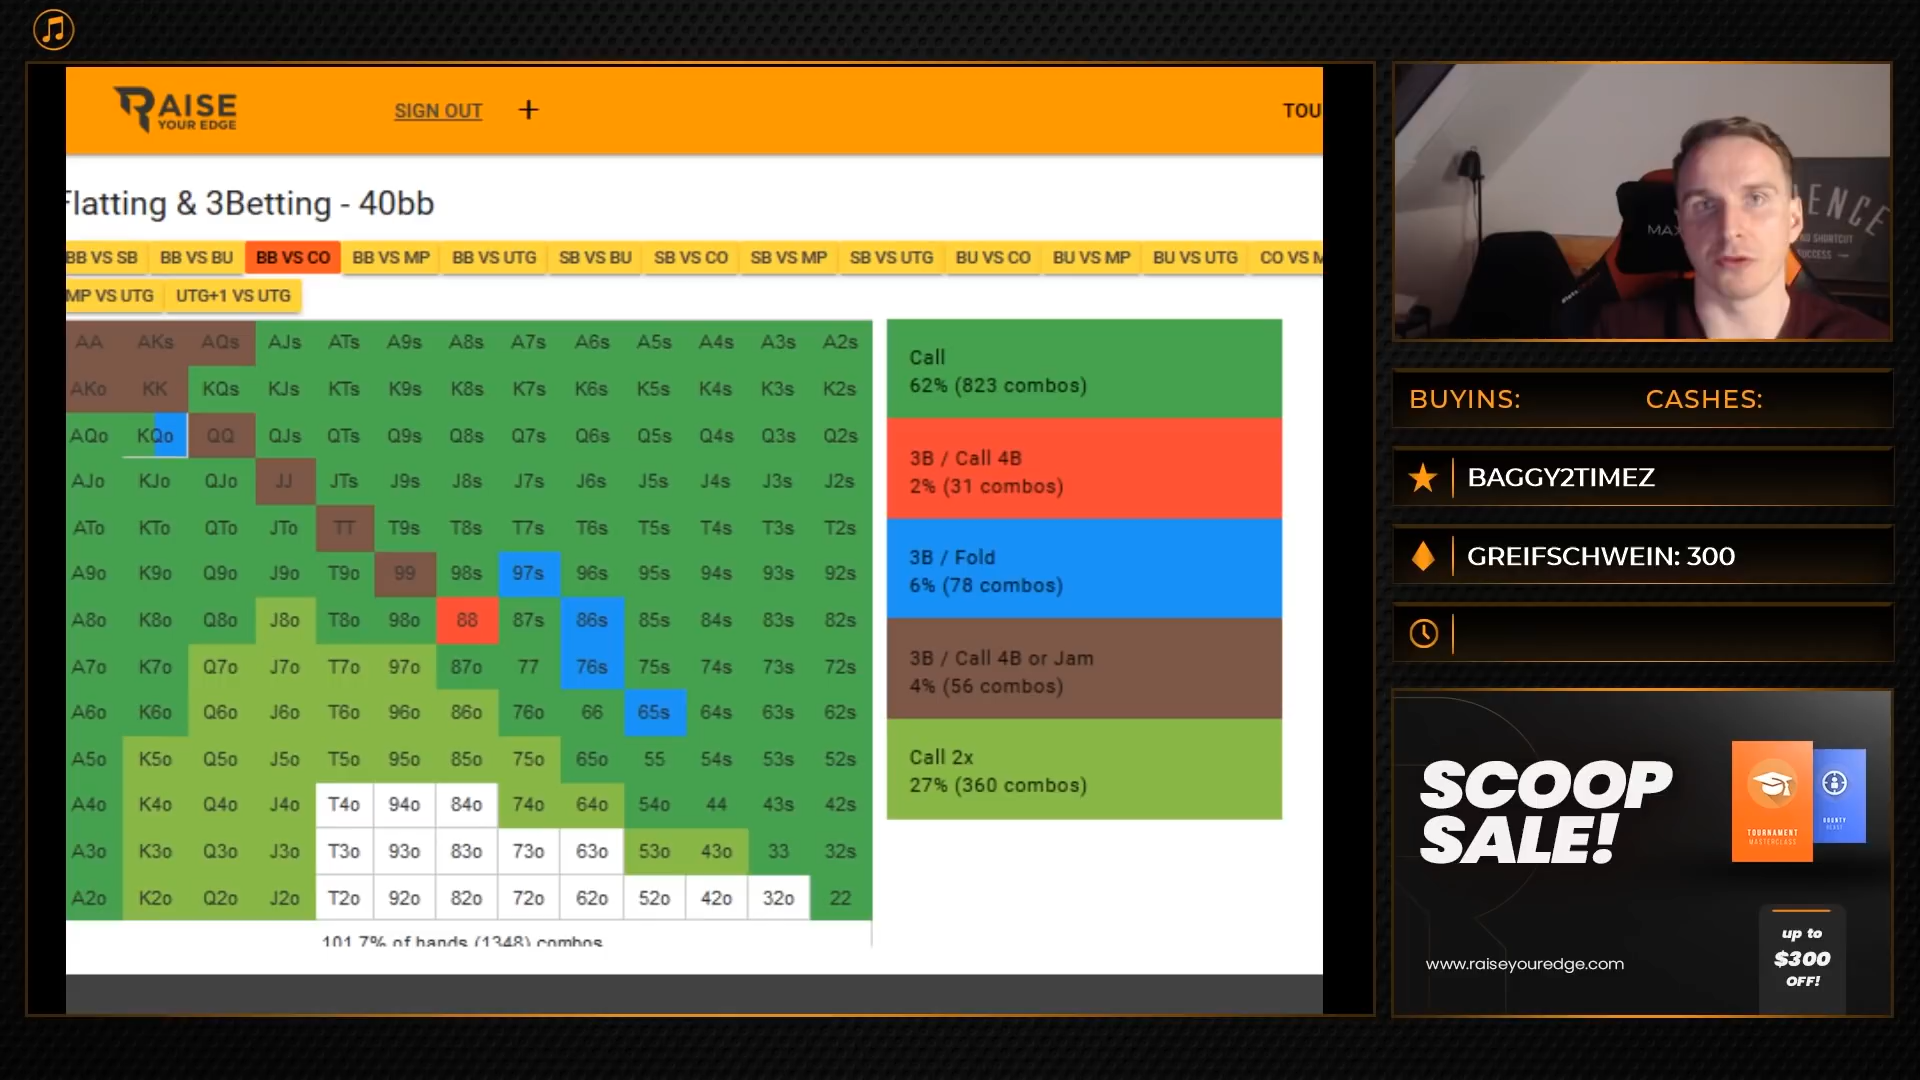 RAISE
YOUR EDGE
SIGN OUT +
TOU
Flatting & 3Betting - 40bb
BB VS SB BB VS BU BB VS CO BB VS MP BB VS UTG SB VS BU SB VS CO SB VS MP SB VS UTG BU VS CO BU VS MP BU VS UTG CO VS M
MP VS UTG UTG+1 VS UTG
AA AKs AQs AJs ATs A9s A8s A7s A6s A5s A4s A3s A2s
AKo KK KQs KJs KTs K9s K8s K7s K6s K5s K4s K3s K2s
AQo KQo QQ QJs QTs Q9s Q8s Q7s Q6s Q5s Q4s Q3s Q2s
AJo KJo QJo JJ JTs J9s J8s J7s J6s J5s J4s J3s J2s
ATo KTo QTo JTo TT T9s T8s T7s T6s T5s T4s T3s T2s
A9o K9o Q9o J9o T9o 99 98s 97s 96s 95s 94s 93s 92s
A8o K8o Q8o J8o T8o 98o 88 87s 86s 85s 84s 83s 82s
A7o K7o Q7o J7o T7o 97o 87o 77 76s 75s 74s 73s 72s
A6o K6o Q6o J6o T6o 96o 86o 76o 66 65s 64s 63s 62s
A5o K5o Q5o J5o T5o 95o 85o 75o 65o 55 54s 53s 52s
A4o K4o Q4o J4o T4o 94o 84o 74o 64o 54o 44 43s 42s
A3o K3o Q3o J3o T3o 93o 83o 73o 63o 53o 43o 33 32s
A2o K2o Q2o J2o T2o 92o 82o 72o 62o 52o 42o 32o 22
101.7% of hands (1348) combos
Call
62% (823 combos)
3B / Call 4B
2% (31 combos)
3B / Fold
6% (78 combos)
3B / Call 4B or Jam
4% (56 combos)
Call 2x
27% (360 combos)
MAX
ENCE
NO SHORTCUT
SUCCESS
BUYINS: CASHES:
BAGGY2TIMEZ
GREIFSCHWEIN: 300
SCOOP
SALE!
TOURNAMENT
MASTERCLASS
BOUNTY
BEAST
www.raiseyouredge.com
up to
$300
OFF!